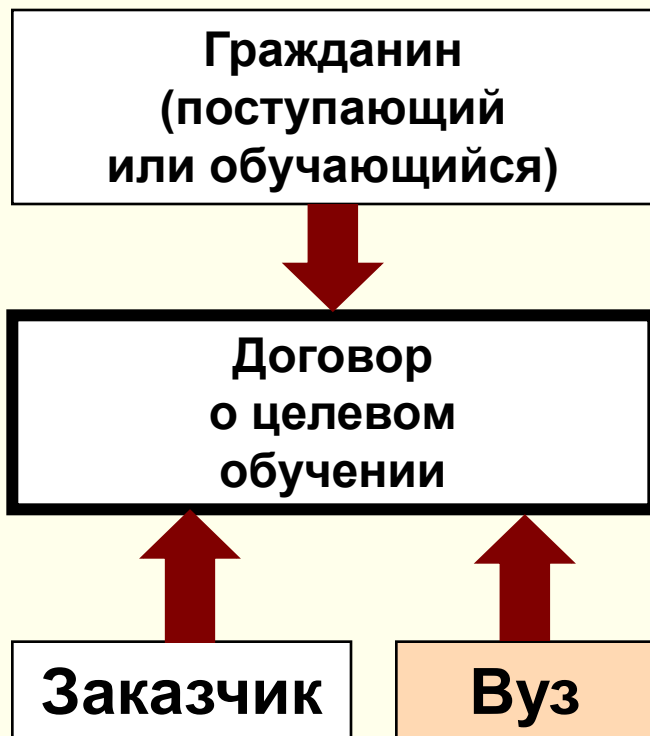 Гражданин
(поступающий
или обучающийся)
Договор
о целевом
обучении
Заказчик
Вуз